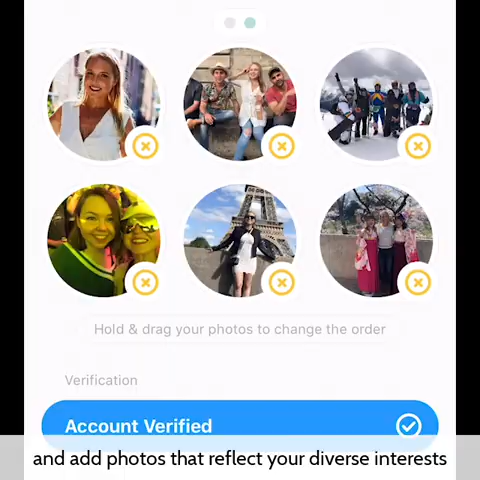 Hold & drag your photos to change the order
Verification
Account Verified
and add photos that reflect your diverse interests